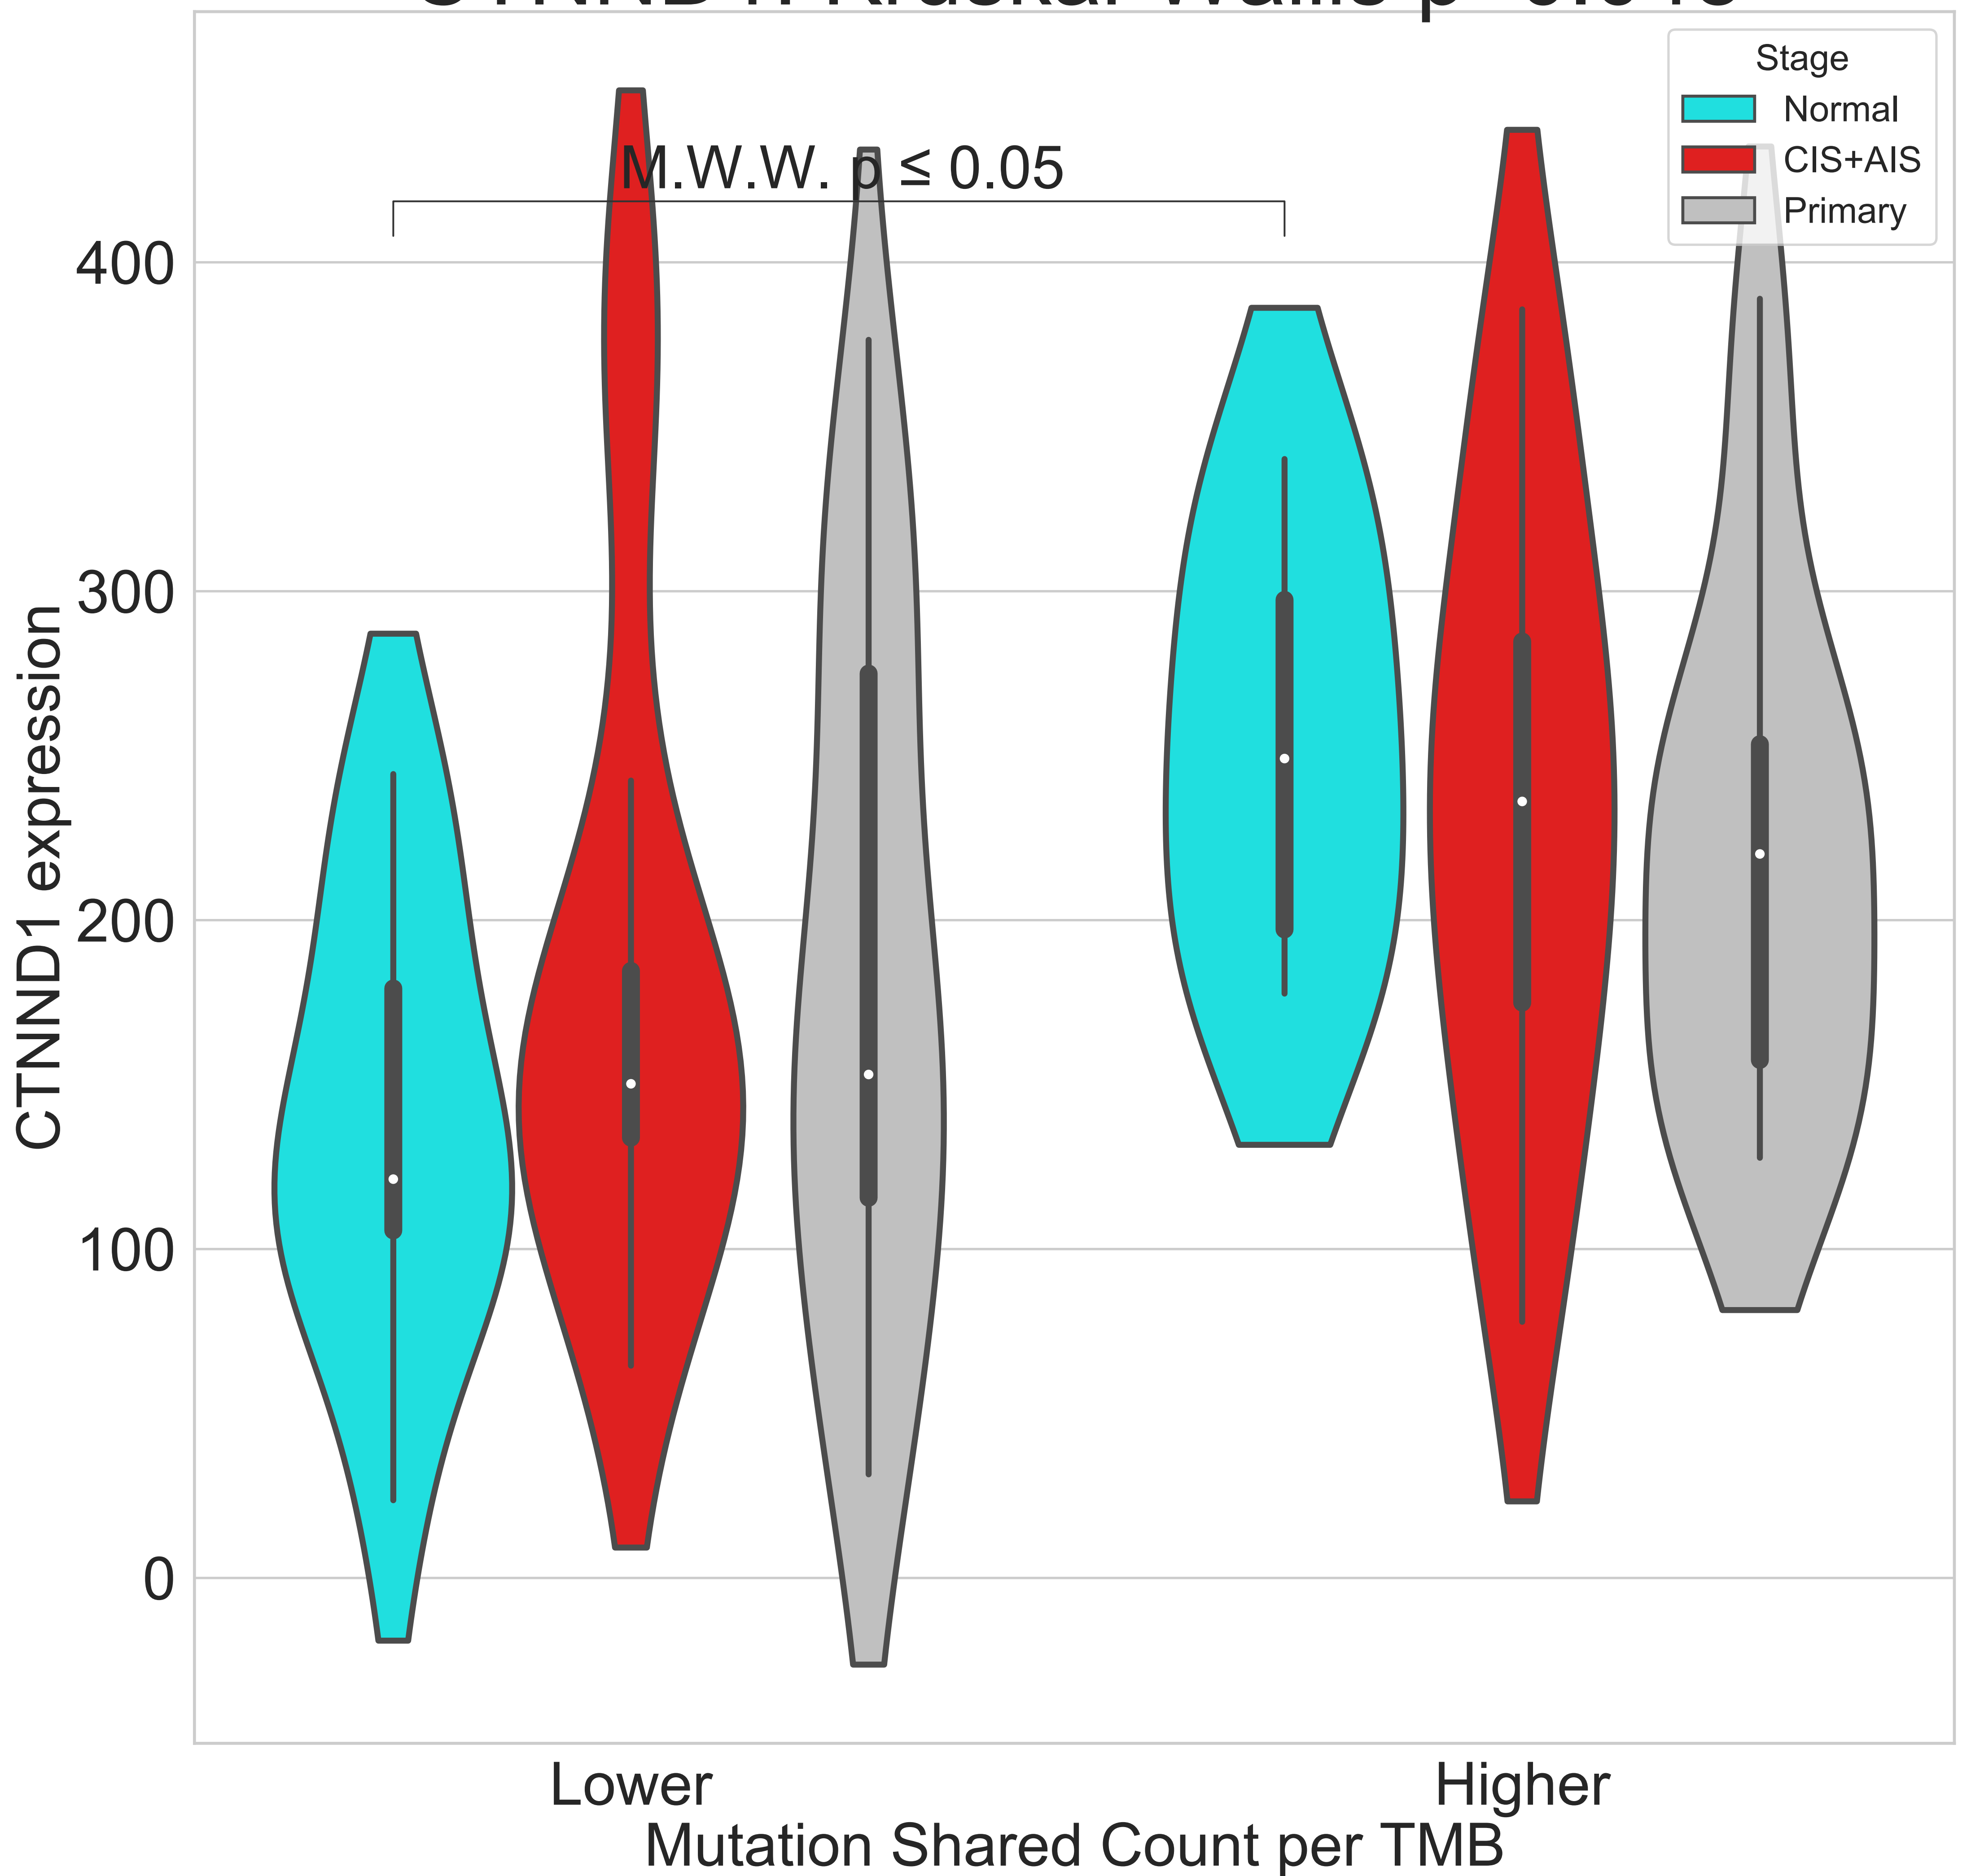 Stage
Normal
CIS+AIS
Primary
M.W.W. p ≤ 0.05
400
300
200
100
0
CTNND1 expression
Lower
Higher
Mutation Shared Count per TMB